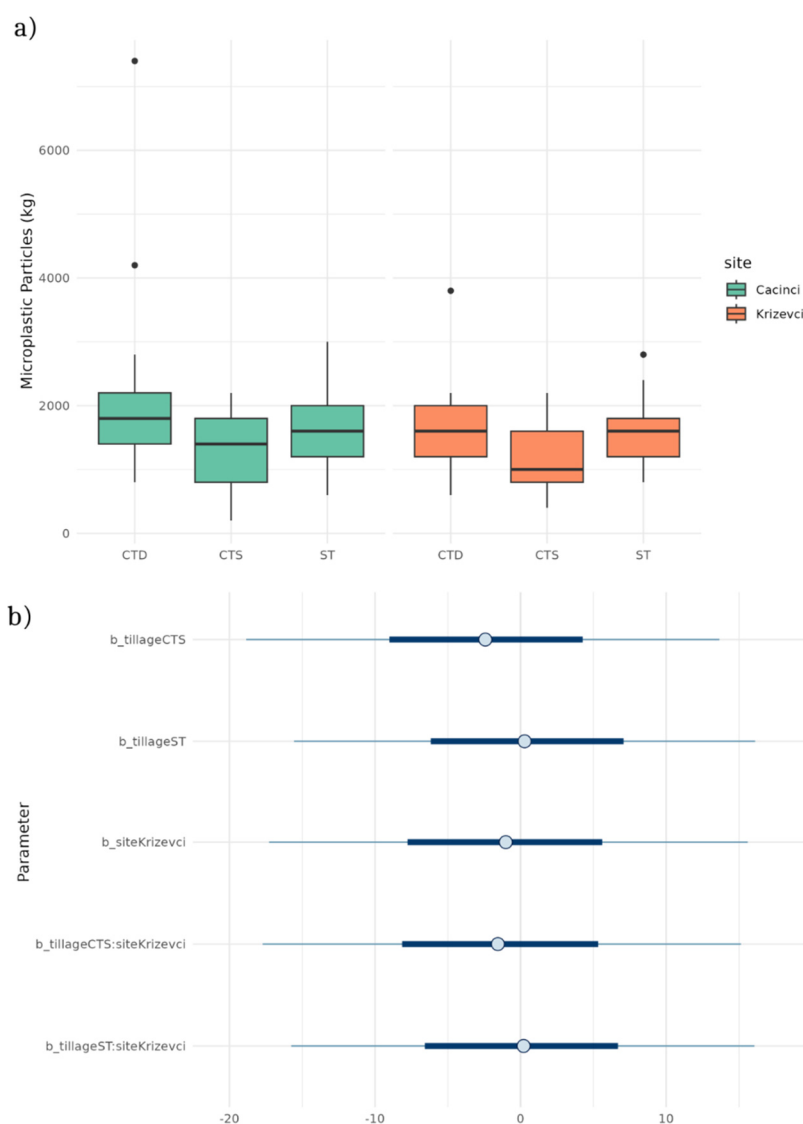 a)
Microplastic Particles (kg)
6000
4000
2000
0
CTD CTS ST CTD CTS ST
site
Cacinci
Krizevci
b)
Parameter
b_tillageCTS
b_tillageST
b_siteKrizevci
b_tillageCTS:siteKrizevci
b_tillageST:siteKrizevci
-20 -10 0 10